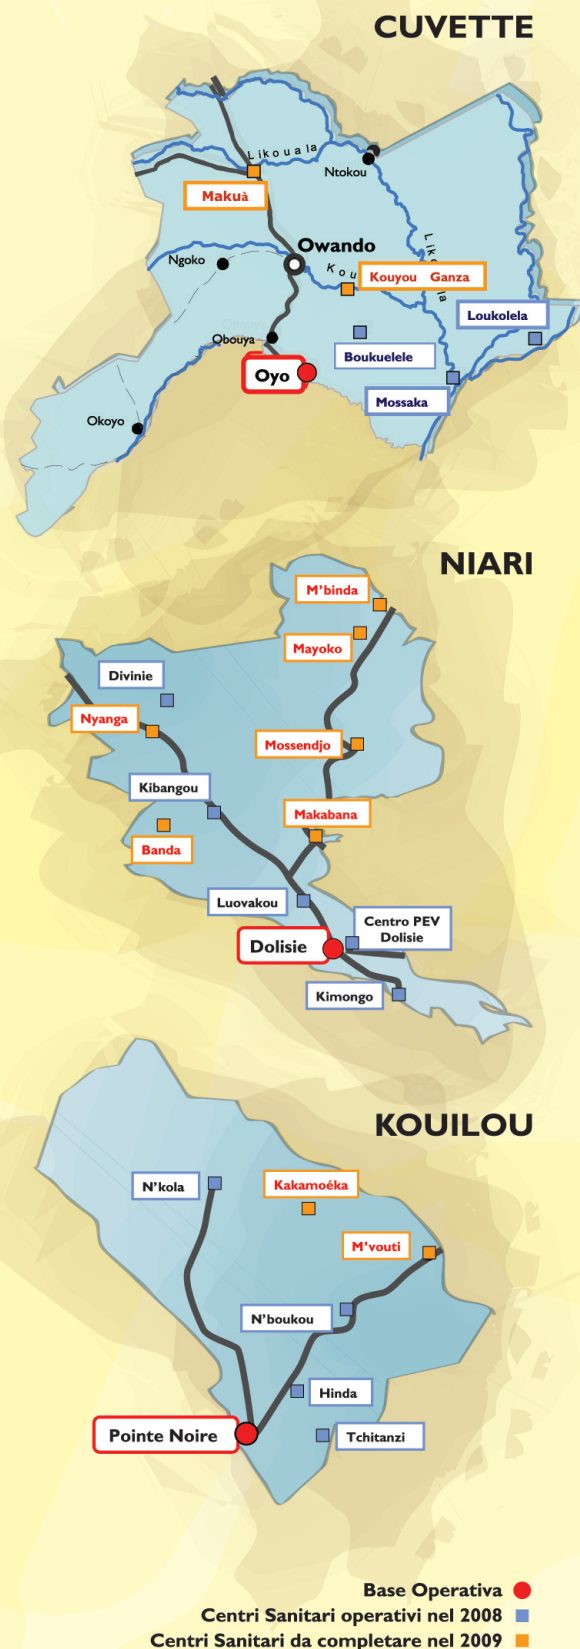 CUVETTE
Likouala
Ntokou
Makuà
Owando
Ngoko
Kouyou Ganza
Loukolela
Obouya
Boukuelele
Oyo
Mossaka
Okoyo
NIARI
M'binda
Mayoko
Divinie
Nyanga
Mossendjo
Kibangou
Makabana
Banda
Luovakou
Centro PEV
Dolisie
Dolisie
Kimongo
KOUILOU
N'kola
Kakamoéka
M'vouti
N'boukou
Hinda
Pointe Noire
Tchitanzi
Base Operativa
Centri Sanitari operativi nel 2008
Centri Sanitari da completare nel 2009